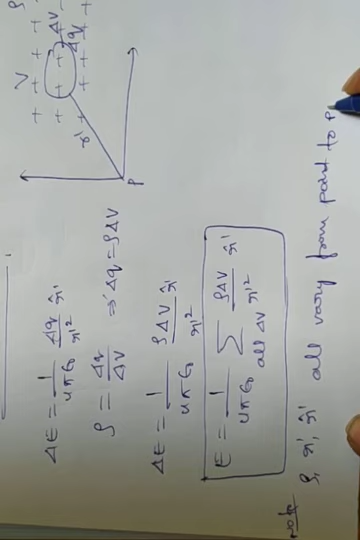 ρ + + + +
V + + + + ΔV
+ + + + Δq
+ + + +
r'
P
ΔE = 1/4πε₀ Δq/r'² r̂'
ρ = Δq/ΔV ⇒ Δq = ρΔV
ΔE = 1/4πε₀ ρΔV/r'² r̂'
E = 1/4πε₀ Σ all ΔV ρΔV/r'² r̂'
Note ρ, r', r̂' all vary from point to p